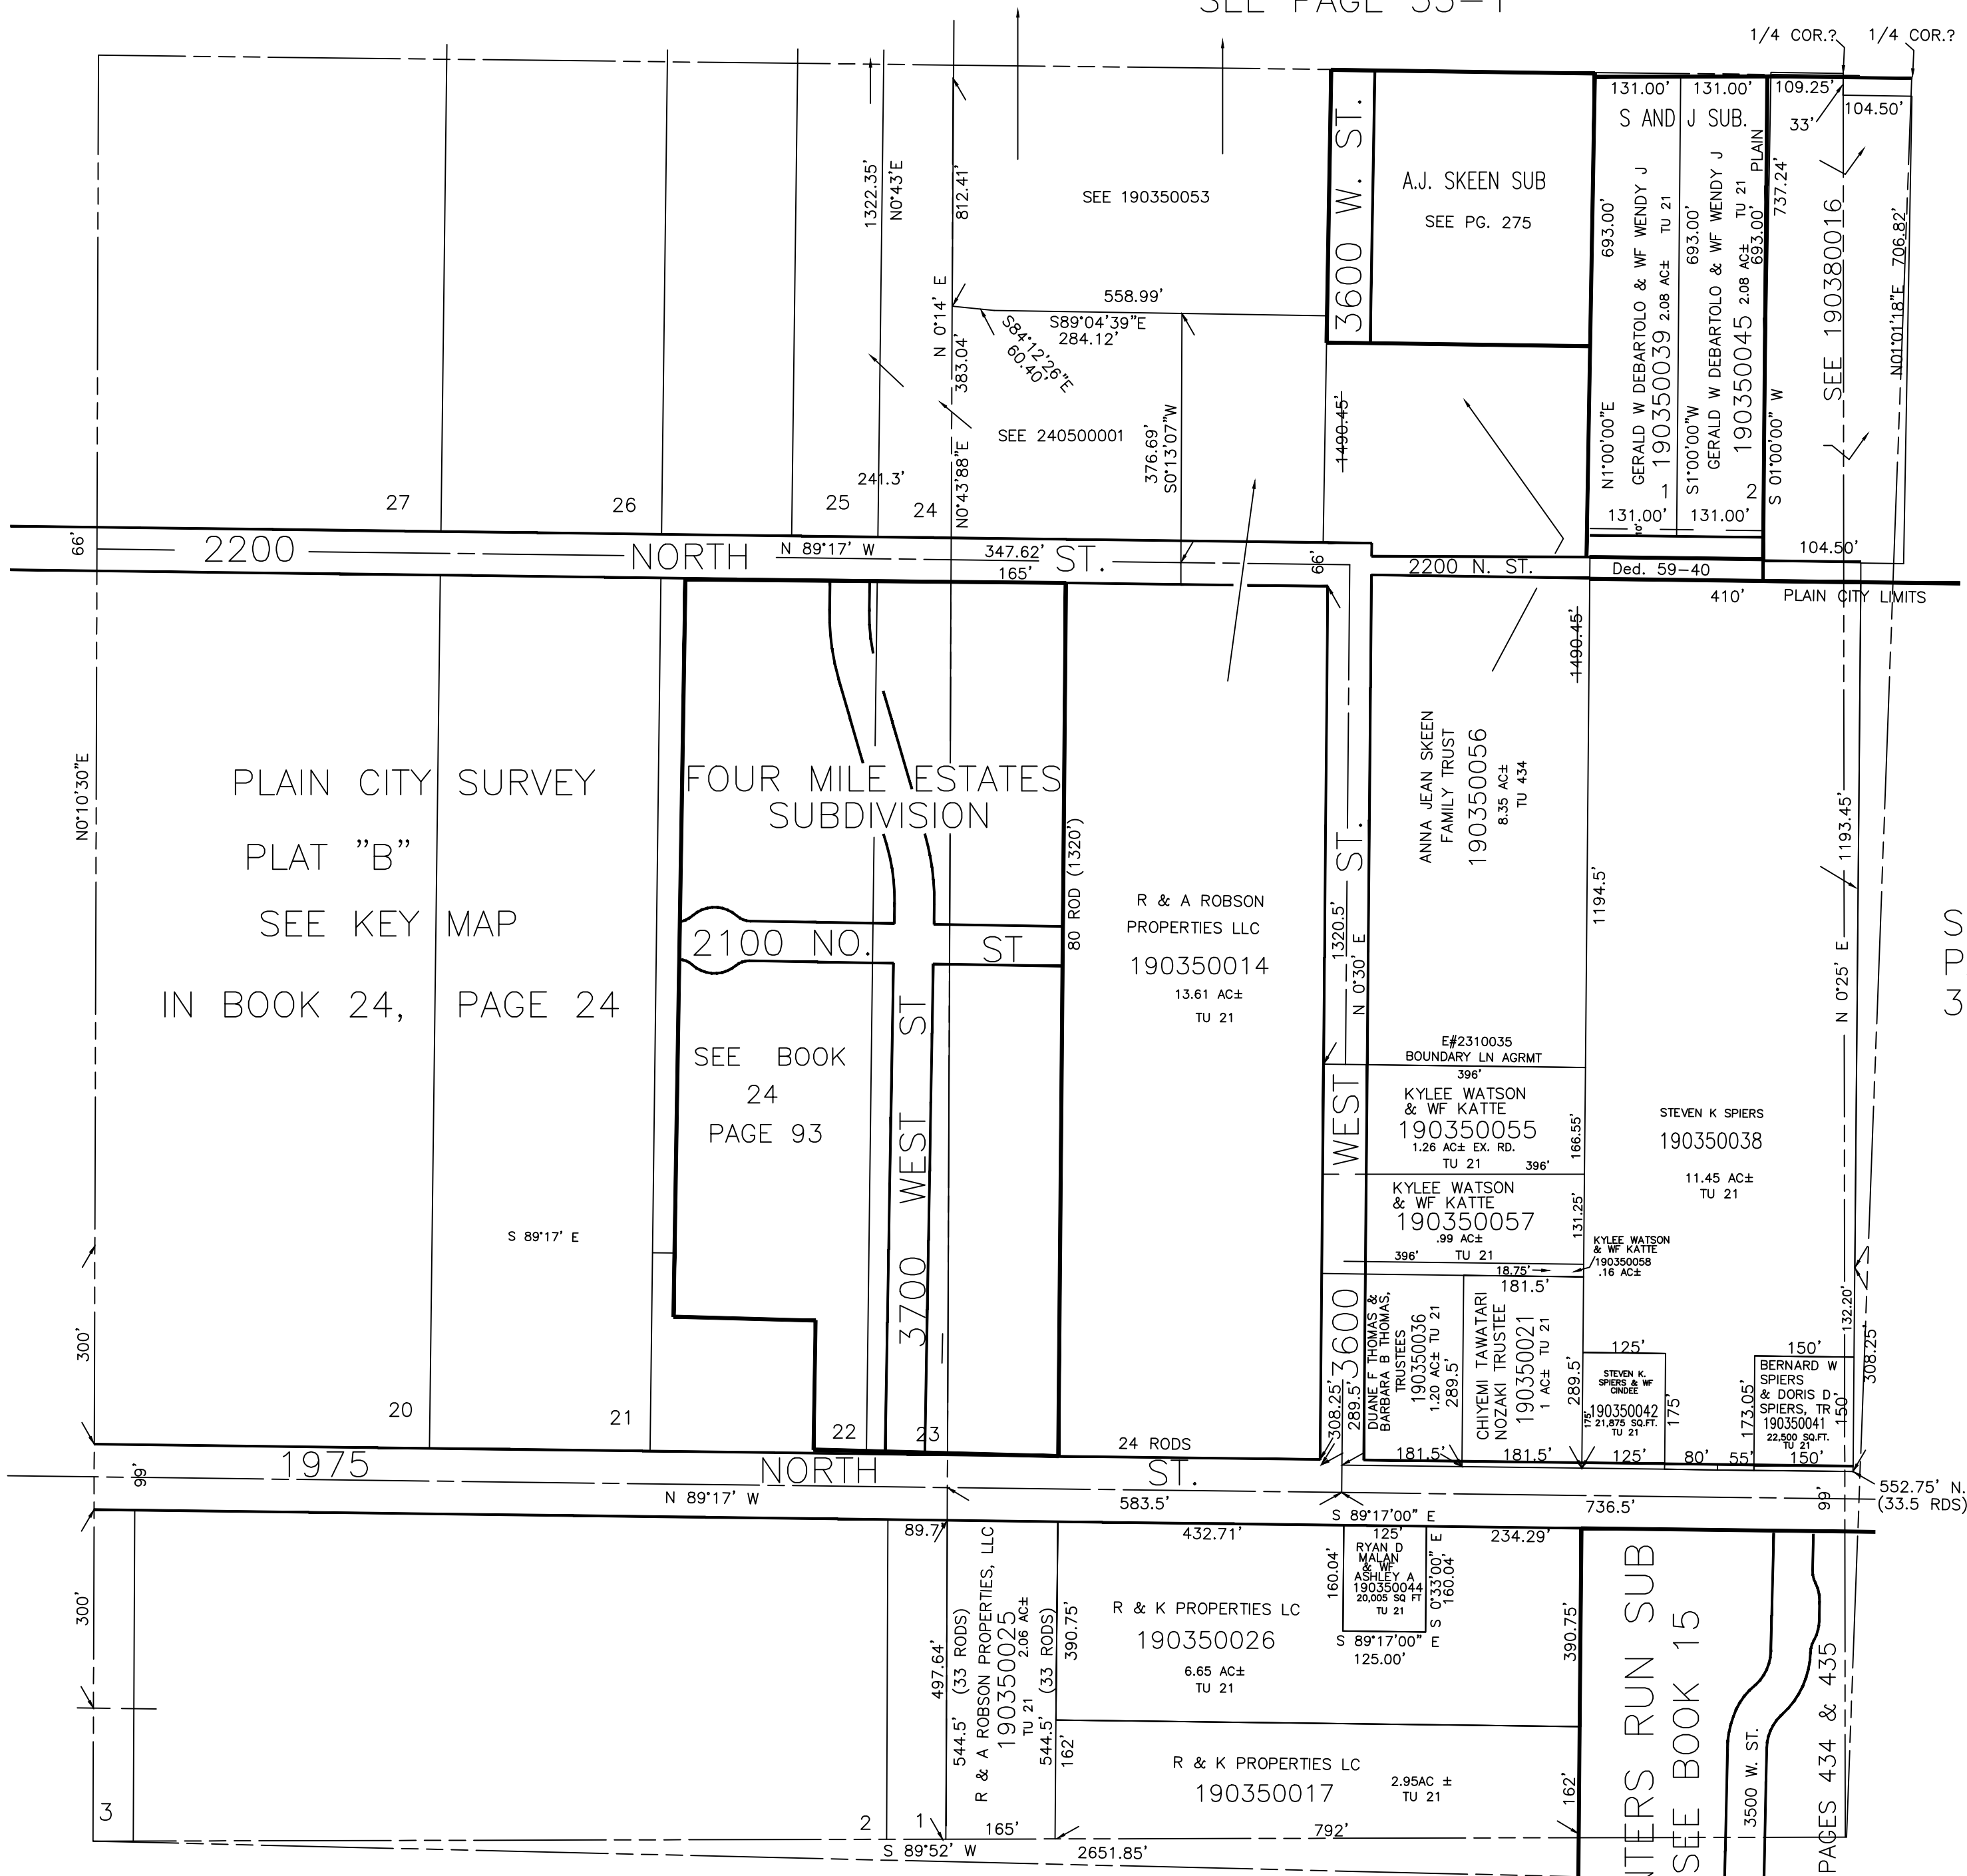 1/4 COR.?
1/4 COR.?
131.00'
131.00'
109.25'
104.50'
33'
S AND J SUB.
PLAIN
737.24'
3600 W. ST.
A.J. SKEEN SUB
SEE PG. 275
1322.35'
N0°43'E
812.41'
SEE 190350053
693.00'
GERALD W DEBARTOLO & WF WENDY J
190350039 2.08 AC± TU 21
693.00'
GERALD W DEBARTOLO & WF WENDY J
190350045 2.08 AC± TU 21
693.00'
SEE 190380016
N01°01'18"E 706.82'
N 0°14' E
383.04'
558.99'
S89°04'39"E
284.12'
S84°12'26"E
60.40'
SEE 240500001
376.69'
S0°13'07"W
1490.45'
N1°00'00"E
1
S1°00'00"W
2
S 01°00'00" W
27
26
25
241.3'
24
N0°43'88"E
131.00'
131.00'
66'
2200
NORTH
N 89°17' W
347.62'
ST.
165'
66'
2200 N. ST.
Ded. 59-40
104.50'
410'
PLAIN CITY LIMITS
1490.45'
N0°10'30"E
PLAIN CITY SURVEY
PLAT "B"
SEE KEY MAP
IN BOOK 24, PAGE 24
FOUR MILE ESTATES
SUBDIVISION
80 ROD (1320')
ANNA JEAN SKEEN
FAMILY TRUST
190350056
8.35 AC±
TU 434
1193.45'
1194.5'
R & A ROBSON
PROPERTIES LLC
190350014
13.61 AC±
TU 21
ST.
1320.5'
N 0°30' E
N 0°25' E
S
P
3
2100 NO.
ST
3700 WEST ST
SEE BOOK
24
PAGE 93
E#2310035
BOUNDARY LN AGRMT
396'
KYLEE WATSON
& WF KATTE
190350055
1.26 AC± EX. RD.
TU 21
396'
166.55'
WEST
STEVEN K SPIERS
190350038
11.45 AC±
TU 21
KYLEE WATSON
& WF KATTE
190350057
.99 AC±
TU 21
396'
131.25'
KYLEE WATSON
& WF KATTE
190350058
.16 AC±
18.75'
S 89°17' E
300'
3600
308.25'
289.5'
DUANE F THOMAS &
BARBARA B THOMAS,
TRUSTEES
190350036
1.20 AC± TU 21
289.5'
181.5'
CHIYEMI TAWATARI
NOZAKI TRUSTEE
190350021
1 AC± TU 21
289.5'
125'
STEVEN K.
SPIERS & WF
CINDEE
190350042
21,875 SQ.FT.
TU 21
175'
175'
150'
BERNARD W
SPIERS
& DORIS D
SPIERS, TR
190350041
22,500 SQ.FT.
TU 21
173.05'
150'
132.20'
308.25'
20
21
22
23
24 RODS
181.5'
181.5'
125'
80'
55'
150'
1975
NORTH
ST.
99'
N 89°17' W
583.5'
736.5'
99'
552.75' N.
(33.5 RDS)
S 89°17'00" E
89.7'
432.71'
125'
234.29'
300'
160.04'
RYAN D
MALAN
& WF
ASHLEY A
190350044
20,005 SQ FT
TU 21
S 0°33'00" E
160.04'
S 89°17'00" E
125.00'
497.64'
544.5' (33 RODS)
R & A ROBSON PROPERTIES, LLC
190350025
2.06 AC±
TU 21
544.5' (33 RODS)
390.75'
R & K PROPERTIES LC
190350026
6.65 AC±
TU 21
390.75'
162'
R & K PROPERTIES LC
190350017
2.95AC ±
TU 21
162'
SEE BOOK 15
PAGES 434 & 435
3500 W. ST.
3
2
1
165'
792'
S 89°52' W
2651.85'